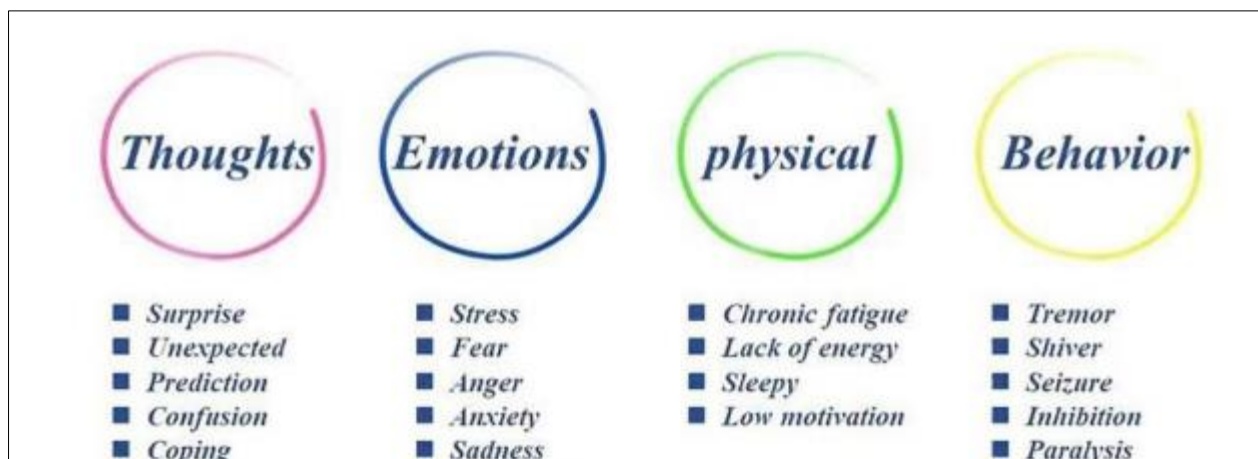 Thoughts
Surprise
Unexpected
Prediction
Confusion
Coping
Emotions
Stress
Fear
Anger
Anxiety
Sadness
physical
Chronic fatigue
Lack of energy
Sleepy
Low motivation
Behavior
Tremor
Shiver
Seizure
Inhibition
Paralysis